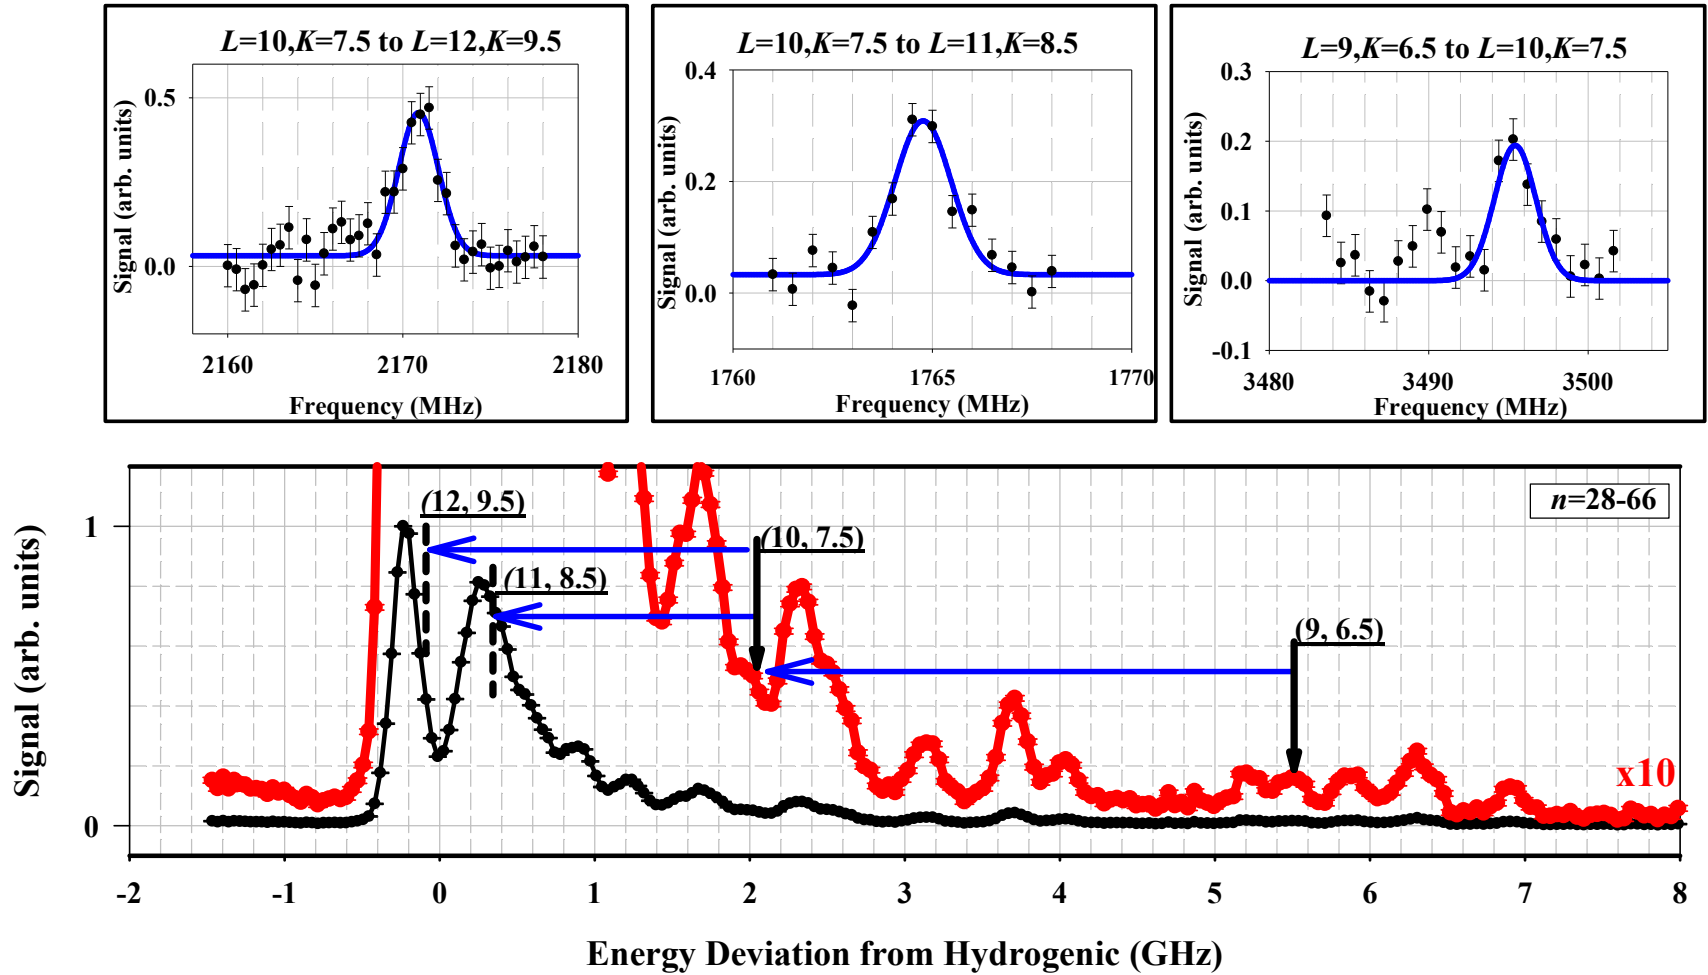 L=10,K=7.5 to L=12,K=9.5
Signal (arb. units)
0.5
0.0
2160
2170
2180
Frequency (MHz)
L=10,K=7.5 to L=11,K=8.5
Signal (arb. units)
0.4
0.2
0.0
1760
1765
1770
Frequency (MHz)
L=9,K=6.5 to L=10,K=7.5
Signal (arb. units)
0.3
0.2
0.1
0.0
-0.1
3480
3490
3500
Frequency (MHz)
Signal (arb. units)
1
0
(12, 9.5)
(11, 8.5)
(10, 7.5)
(9, 6.5)
n=28-66
x10
-2
-1
0
1
2
3
4
5
6
7
8
Energy Deviation from Hydrogenic (GHz)